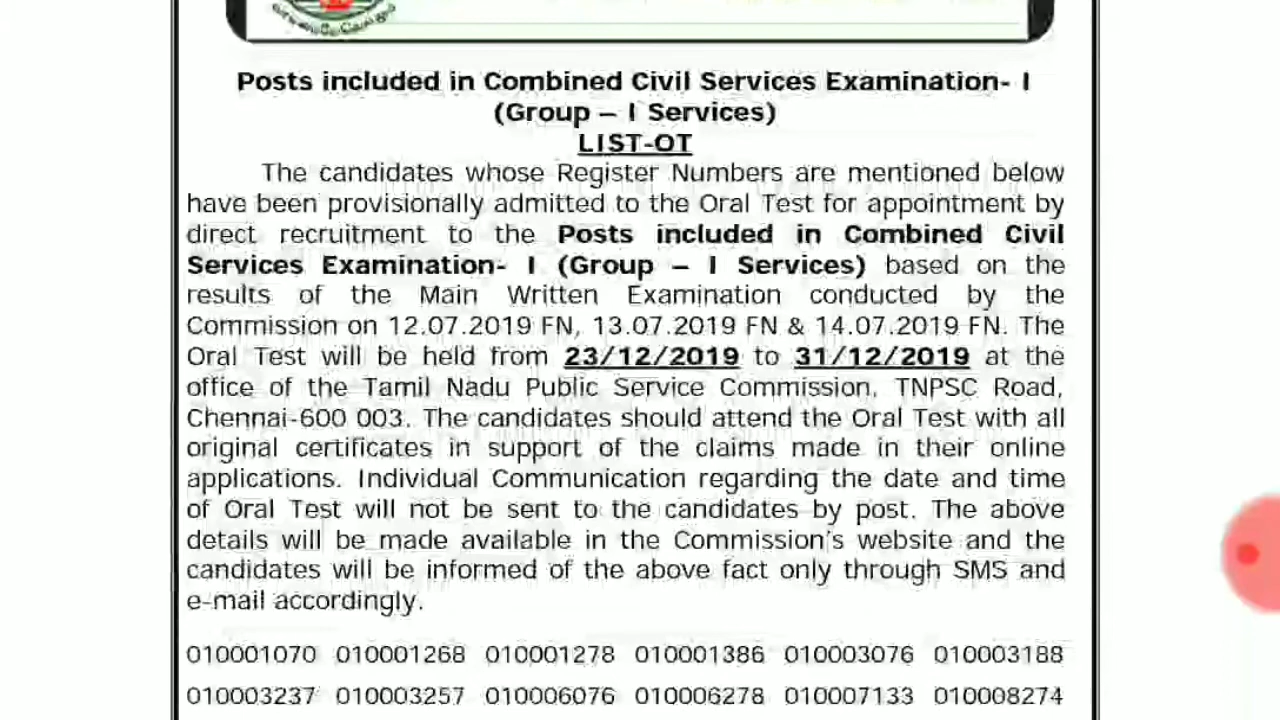 Posts included in Combined Civil Services Examination- I
(Group – I Services)
LIST-OT
The candidates whose Register Numbers are mentioned below
have been provisionally admitted to the Oral Test for appointment by
direct recruitment to the Posts included in Combined Civil
Services Examination- I (Group – I Services) based on the
results of the Main Written Examination conducted by the
Commission on 12.07.2019 FN, 13.07.2019 FN & 14.07.2019 FN. The
Oral Test will be held from 23/12/2019 to 31/12/2019 at the
office of the Tamil Nadu Public Service Commission, TNPSC Road,
Chennai-600 003. The candidates should attend the Oral Test with all
original certificates in support of the claims made in their online
applications. Individual Communication regarding the date and time
of Oral Test will not be sent to the candidates by post. The above
details will be made available in the Commission's website and the
candidates will be informed of the above fact only through SMS and
e-mail accordingly.
010001070 010001268 010001278 010001386 010003076 010003188
010003237 010003257 010006076 010006278 010007133 010008274